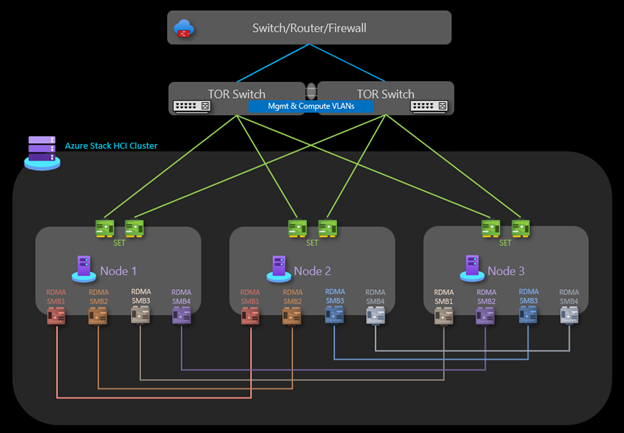 Switch/Router/Firewall
TOR Switch
TOR Switch
Mgmt & Compute VLANs
Azure Stack HCI Cluster
SET
SET
SET
Node 1
Node 2
Node 3
RDMA
SMB1
RDMA
SMB2
RDMA
SMB3
RDMA
SMB4
RDMA
SMB1
RDMA
SMB2
RDMA
SMB3
RDMA
SMB4
RDMA
SMB1
RDMA
SMB2
RDMA
SMB3
RDMA
SMB4